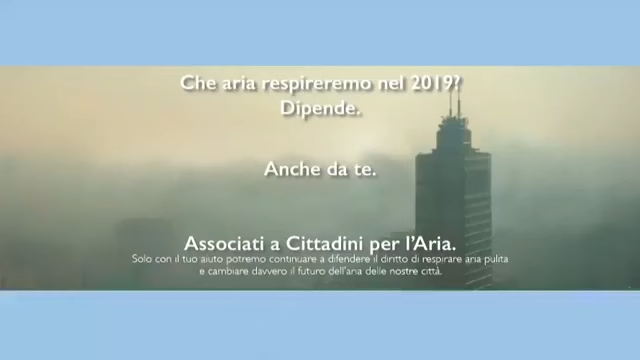 Che aria respireremo nel 2019?
Dipende.
Anche da te.
Associati a Cittadini per l'Aria.
Solo con il tuo aiuto potremo continuare a difendere il diritto di respirare aria pulita
e cambiare davvero il futuro dell'aria delle nostre città.